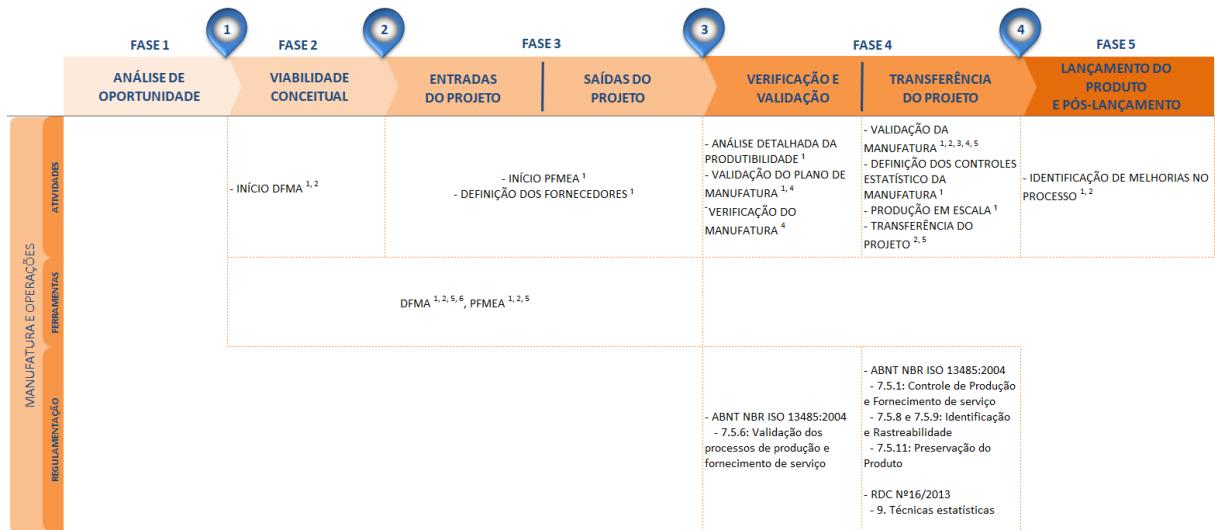 1
2
3
4
FASE 1
FASE 2
FASE 3
FASE 4
FASE 5
ANÁLISE DE
OPORTUNIDADE
VIABILIDADE
CONCEITUAL
ENTRADAS
DO PROJETO
SAÍDAS DO
PROJETO
VERIFICAÇÃO E
VALIDAÇÃO
TRANSFERÊNCIA
DO PROJETO
LANÇAMENTO DO
PRODUTO
E PÓS-LANÇAMENTO
MANUFATURA E OPERAÇÕES
ATIVIDADES
- INÍCIO DFMA 1, 2
- INÍCIO PFMEA 1
- DEFINIÇÃO DOS FORNECEDORES 1
- ANÁLISE DETALHADA DA
PRODUTIBILIDADE 1
- VALIDAÇÃO DO PLANO DE
MANUFATURA 1, 4
-VERIFICAÇÃO DO
MANUFATURA 4
- VALIDAÇÃO DA
MANUFATURA 1, 2, 3, 4, 5
- DEFINIÇÃO DOS CONTROLES
ESTATÍSTICO DA
MANUFATURA 1
- PRODUÇÃO EM ESCALA 1
- TRANSFERÊNCIA DO
PROJETO 2, 5
- IDENTIFICAÇÃO DE MELHORIAS NO
PROCESSO 1, 2
FERRAMENTAS
DFMA 1, 2, 5, 6, PFMEA 1, 2, 5
REGULAMENTAÇÃO
- ABNT NBR ISO 13485:2004
- 7.5.6: Validação dos
processos de produção e
fornecimento de serviço
- ABNT NBR ISO 13485:2004
- 7.5.1: Controle de Produção
e Fornecimento de serviço
- 7.5.8 e 7.5.9: Identificação
e Rastreabilidade
- 7.5.11: Preservação do
Produto
- RDC Nº16/2013
- 9. Técnicas estatísticas